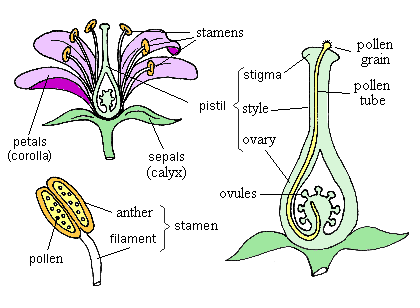 stamens
petals
(corolla)
sepals
(calyx)
pistil
stigma
style
ovary
ovules
pollen
grain
pollen
tube
anther
filament
stamen
pollen